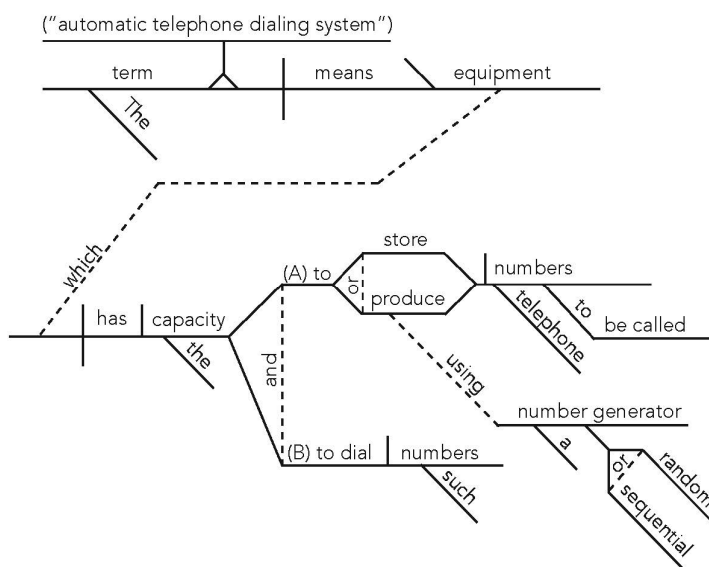 ("automatic telephone dialing system")
term means equipment
The
which
(A) to store or produce numbers
telephone
to
be called
has capacity
the
and
using
number generator
a
or
random
sequential
(B) to dial numbers
such